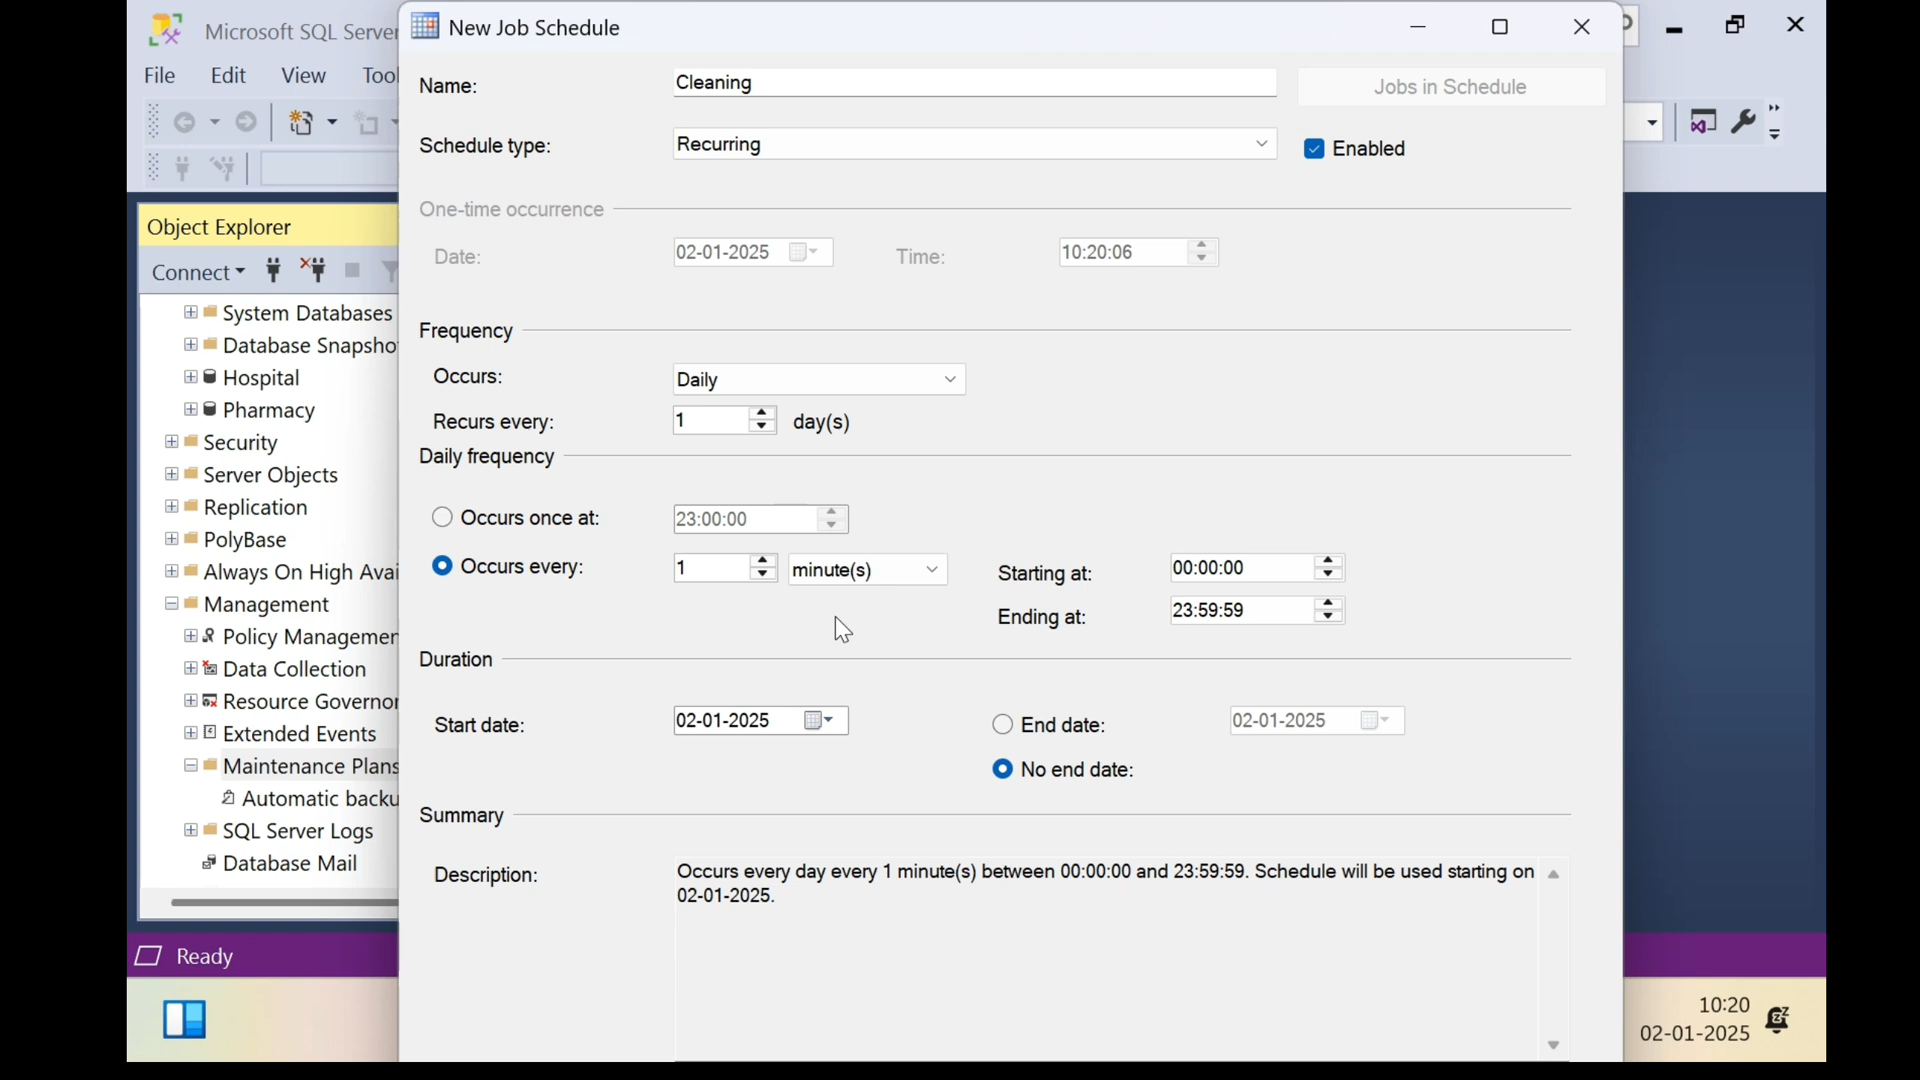 Microsoft SQL Server
New Job Schedule
File Edit View
Name: Cleaning Jobs in Schedule
Schedule type: Recurring Enabled
One-time occurrence
Date: 02-01-2025 Time: 10:20:06
Frequency
Occurs: Daily
Recurs every: 1 day(s)
Daily frequency
Occurs once at: 23:00:00
Occurs every: 1 minute(s) Starting at: 00:00:00
Ending at: 23:59:59
Duration
Start date: 02-01-2025 End date: 02-01-2025
No end date:
Summary
Description: Occurs every day every 1 minute(s) between 00:00:00 and 23:59:59. Schedule will be used starting on
02-01-2025.
Object Explorer
Connect
System Databases
Database Snapsho
Hospital
Pharmacy
Security
Server Objects
Replication
PolyBase
Always On High Avai
Management
Policy Managemen
Data Collection
Resource Governor
Extended Events
Maintenance Plans
Automatic backu
SQL Server Logs
Database Mail
Ready
10:20
02-01-2025